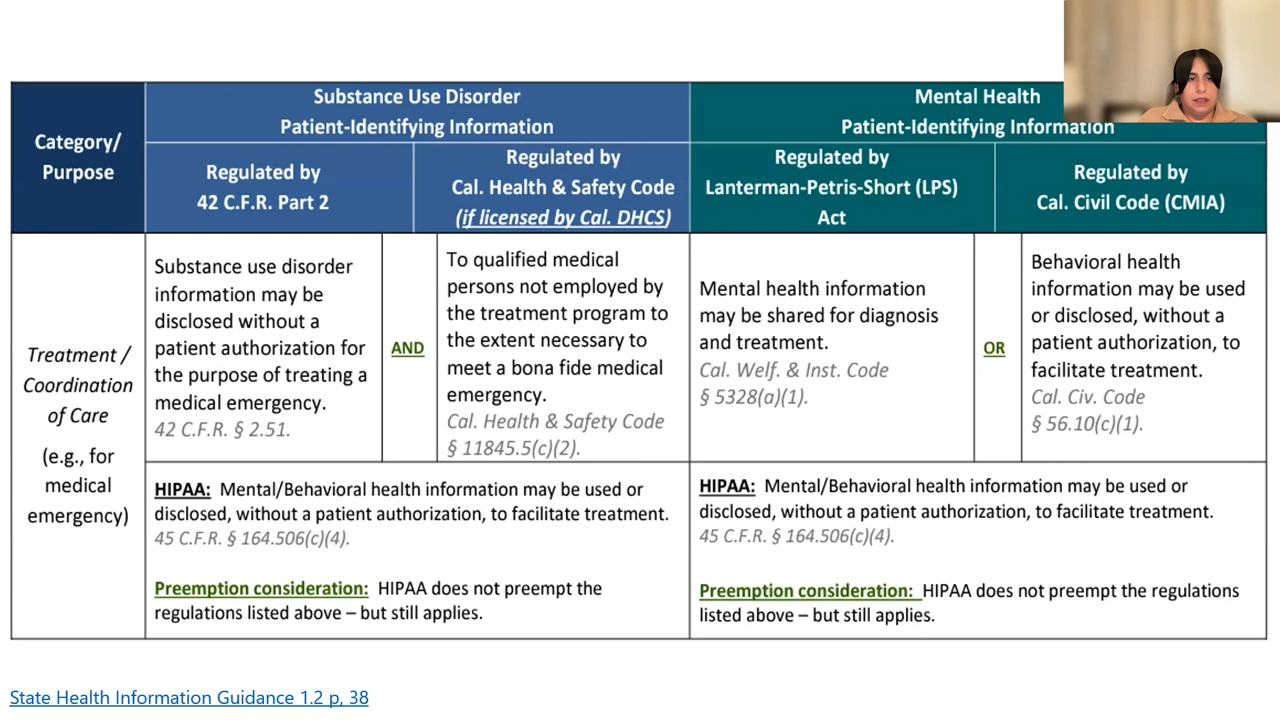 Category/
Purpose
Substance Use Disorder
Patient-Identifying Information
Mental Health
Patient-Identifying Information
Regulated by
42 C.F.R. Part 2
Regulated by
Cal. Health & Safety Code
(if licensed by Cal. DHCS)
Regulated by
Lanterman-Petris-Short (LPS)
Act
Regulated by
Cal. Civil Code (CMIA)
Treatment /
Coordination
of Care
(e.g., for
medical
emergency)
Substance use disorder
information may be
disclosed without a
patient authorization for
the purpose of treating a
medical emergency.
42 C.F.R. § 2.51.
AND
To qualified medical
persons not employed by
the treatment program to
the extent necessary to
meet a bona fide medical
emergency.
Cal. Health & Safety Code
§ 11845.5(c)(2).
Mental health information
may be shared for diagnosis
and treatment.
Cal. Welf. & Inst. Code
§ 5328(a)(1).
OR
Behavioral health
information may be used
or disclosed, without a
patient authorization, to
facilitate treatment.
Cal. Civ. Code
§ 56.10(c)(1).
HIPAA: Mental/Behavioral health information may be used or
disclosed, without a patient authorization, to facilitate treatment.
45 C.F.R. § 164.506(c)(4).
Preemption consideration: HIPAA does not preempt the
regulations listed above – but still applies.
HIPAA: Mental/Behavioral health information may be used or
disclosed, without a patient authorization, to facilitate treatment.
45 C.F.R. § 164.506(c)(4).
Preemption consideration: HIPAA does not preempt the regulations
listed above – but still applies.
State Health Information Guidance 1.2 p, 38